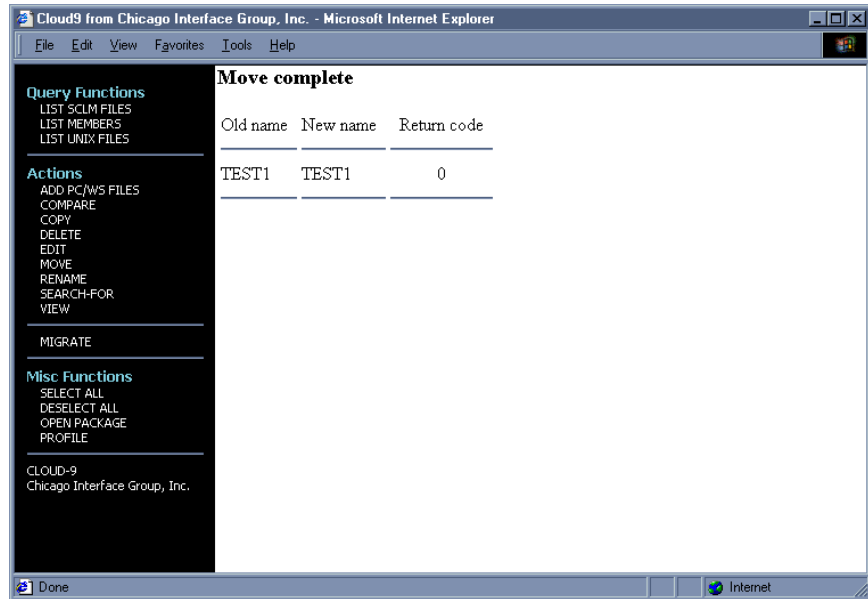 Cloud9 from Chicago Interface Group, Inc. - Microsoft Internet Explorer
File Edit View Favorites Tools Help
Query Functions
LIST SCLM FILES
LIST MEMBERS
LIST UNIX FILES
Actions
ADD PC/WS FILES
COMPARE
COPY
DELETE
EDIT
MOVE
RENAME
SEARCH-FOR
VIEW
MIGRATE
Misc Functions
SELECT ALL
DESELECT ALL
OPEN PACKAGE
PROFILE
CLOUD-9
Chicago Interface Group, Inc.
Move complete
Old name New name Return code
TEST1 TEST1 0
Done Internet